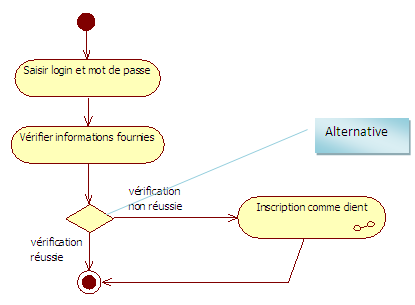 Saisir login et mot de passe
Vérifier informations fournies
Alternative
vérification
non réussie
Inscription comme client
vérification
réussie